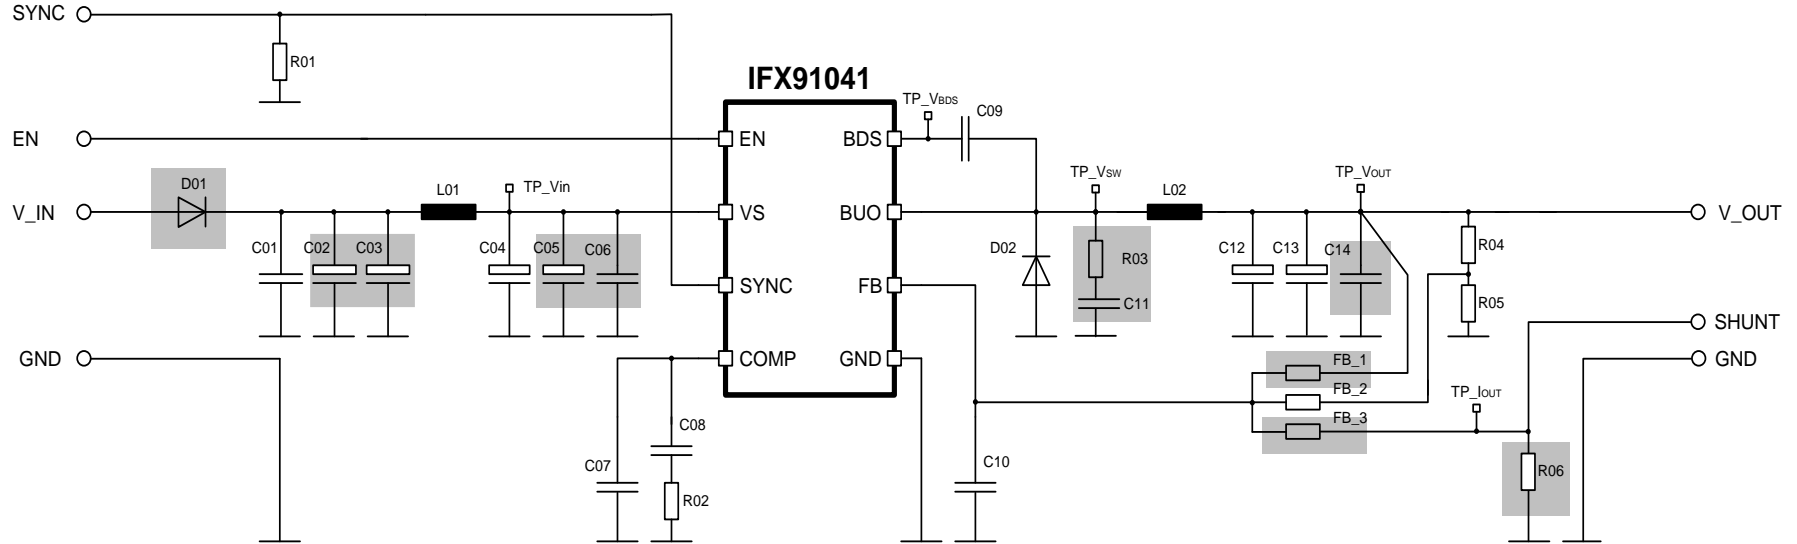 SYNC
R01
IFX91041
TP_VBDS
C09
EN
EN
BDS
D01
L01
TP_Vin
TP_VSW
L02
TP_VOUT
V_IN
VS
BUO
V_OUT
C01
C02
C03
C04
C05
C06
D02
R03
C12
C13
C14
R04
SYNC
FB
C11
R05
SHUNT
GND
COMP
GND
FB_1
GND
FB_2
TP_IOUT
FB_3
C08
C07
C10
R06
R02